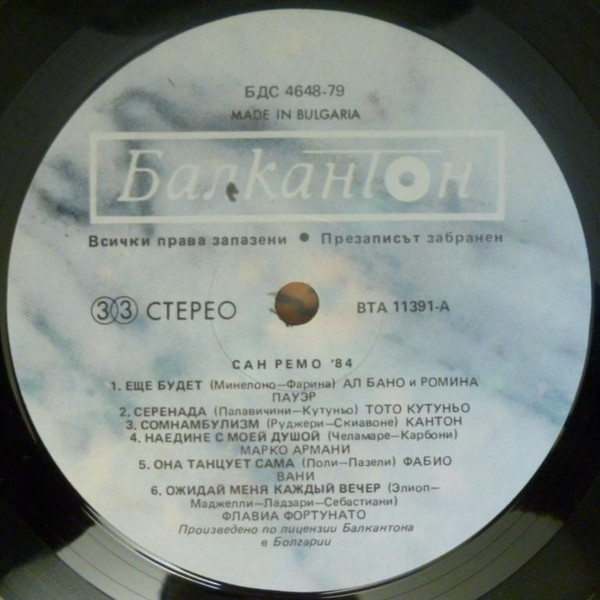 БДС 4648-79
MADE IN BULGARIA
Балкантон
Всички права запазени ● Презаписът забранен
33 СТЕРЕО
ВТА 11391-А
САН РЕМО '84
1. ЕЩЕ БУДЕТ (Минелоно—Фарина) АЛ БАНО и РОМИНА
ПАУЭР
2. СЕРЕНАДА (Палавичини—Кутуньо) ТОТО КУТУНЬО
3. СОМНАМБУЛИЗМ (Руджери—Скиавоне) КАНТОН
4. НАЕДИНЕ С МОЕЙ ДУШОЙ (Челамаре—Карбони)
МАРКО АРМАНИ
5. ОНА ТАНЦУЕТ САМА (Поли—Пазели) ФАБИО
ВАНИ
6. ОЖИДАЙ МЕНЯ КАЖДЫЙ ВЕЧЕР (Элиоп—
Маджелли—Ладзари—Себастиани)
ФЛАВИА ФОРТУНАТО
Произведено по лицензии Балкантона
в Болгарии